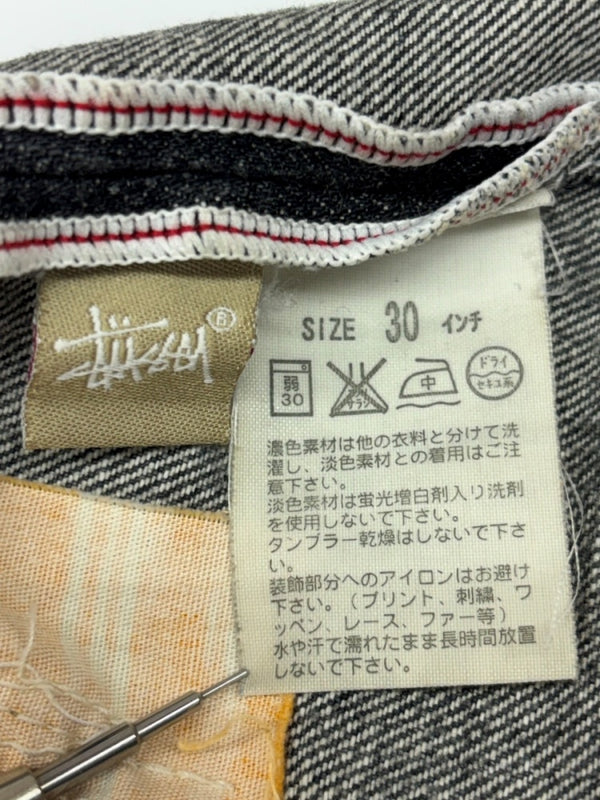 Stüssy ®
SIZE 30 インチ
弱
30
エンソ
サラシ
中
ドライ
セキユ系
濃色素材は他の衣料と分けて洗
濯し、淡色素材との着用はご注
意下さい。
淡色素材は蛍光増白剤入り洗剤
を使用しないで下さい。
タンブラー乾燥はしないで下さ
い。
装飾部分へのアイロンはお避け
下さい。(プリント、刺繍、ワ
ッペン、レース、ファー等)
水や汗で濡れたまま長時間放置
しないで下さい。